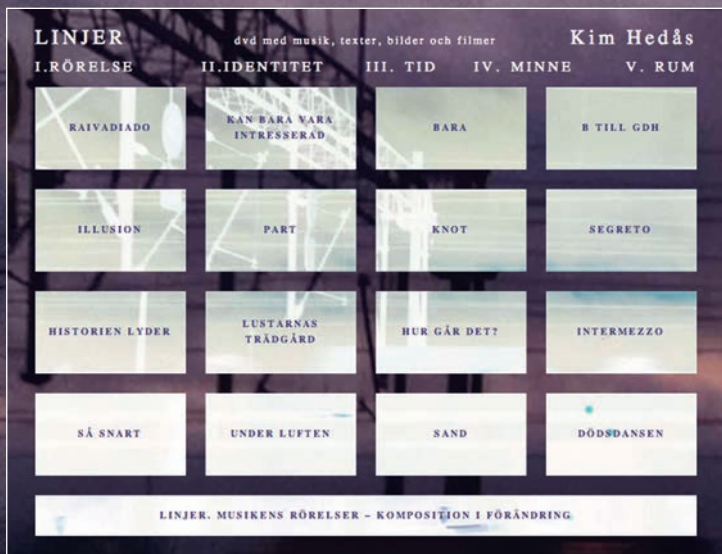 LINJER dvd med musik, texter, bilder och filmer Kim Hedås
I.RÖRELSE II.IDENTITET III. TID IV. MINNE V. RUM
RAIVADIADO
KAN BARA VARA
INTRESSERAD
BARA
B TILL GDH
ILLUSION
PART
KNOT
SEGRETO
HISTORIEN LYDER
LUSTARNAS
TRÄDGÅRD
HUR GÅR DET?
INTERMEZZO
SÅ SNART
UNDER LUFTEN
SAND
DÖDSDANSEN
LINJER. MUSIKENS RÖRELSER – KOMPOSITION I FÖRÄNDRING